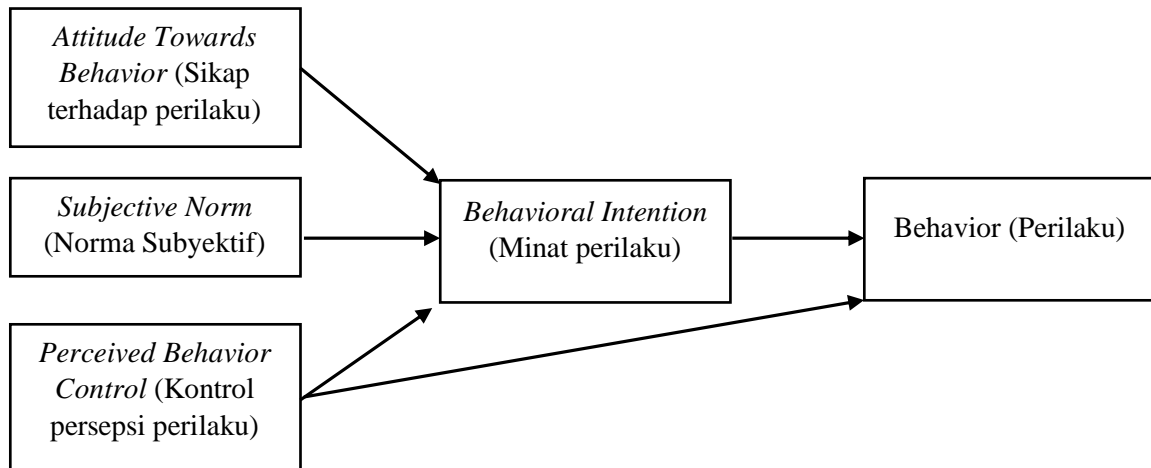 Attitude Towards
Behavior (Sikap
terhadap perilaku)
Subjective Norm
(Norma Subyektif)
Perceived Behavior
Control (Kontrol
persepsi perilaku)
Behavioral Intention
(Minat perilaku)
Behavior (Perilaku)